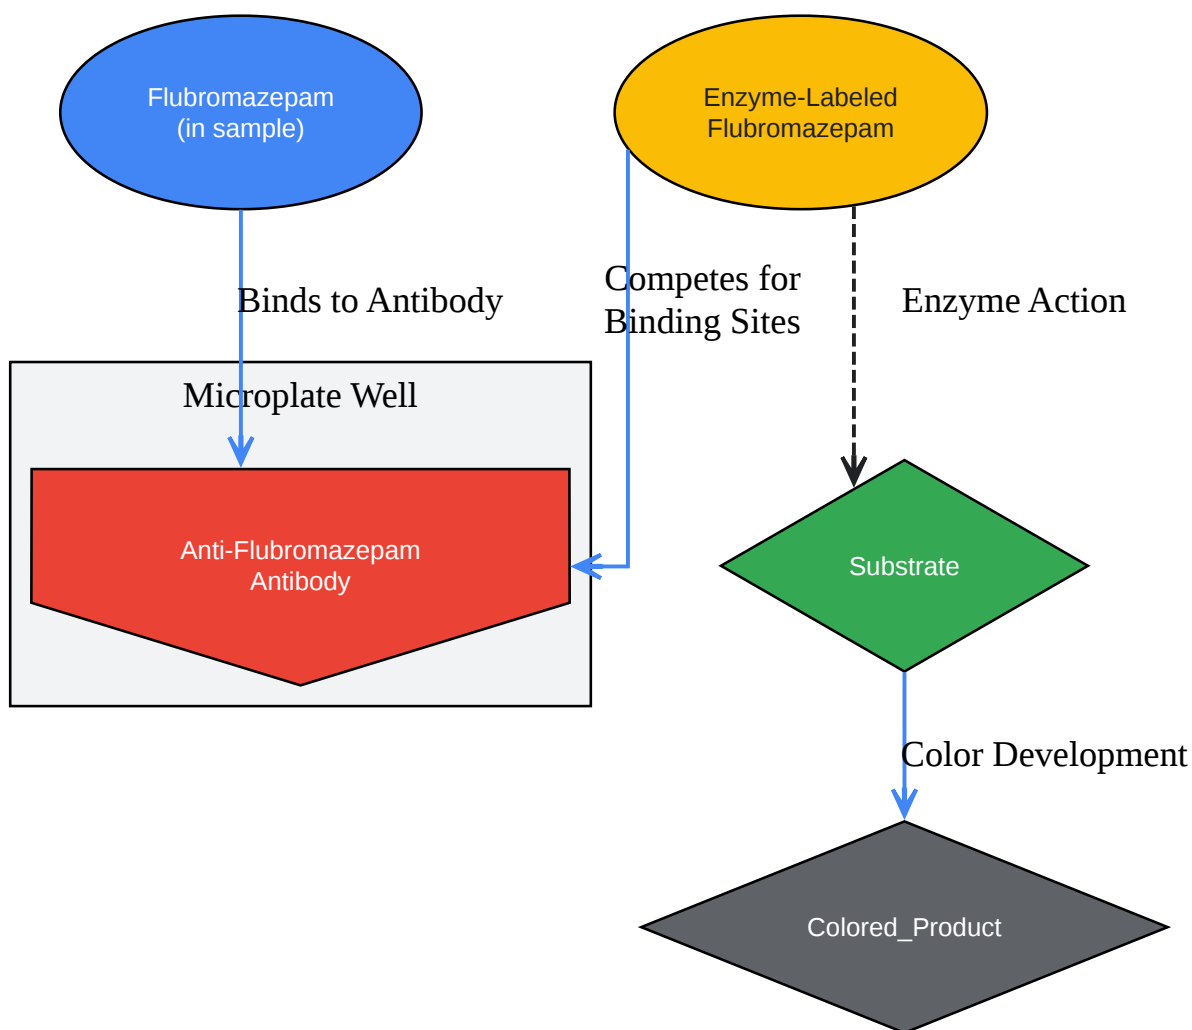 Flubromazepam
(in sample)
Enzyme-Labeled
Flubromazepam
Binds to Antibody
Competes for
Binding Sites
Enzyme Action
Microplate Well
Anti-Flubromazepam
Antibody
Substrate
Color Development
Colored_Product